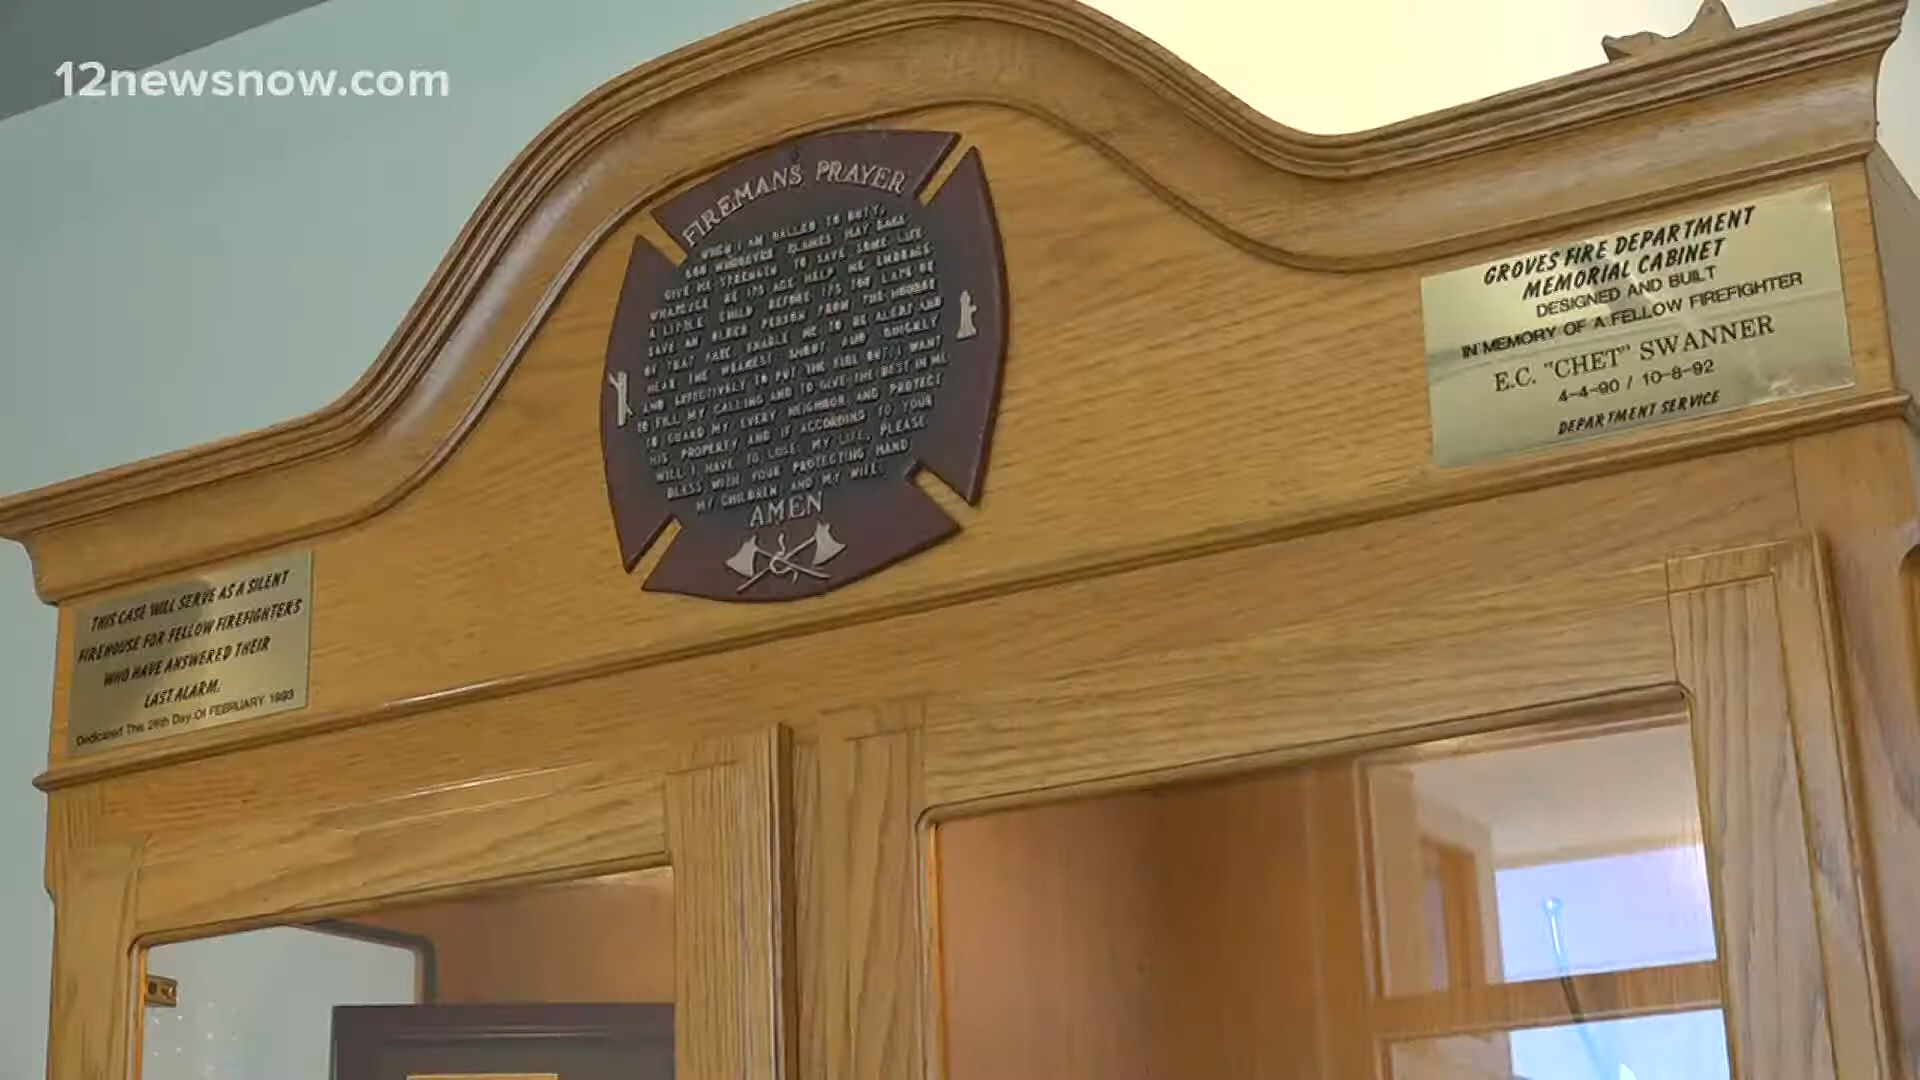 12newsnow.com
FIREMANS PRAYER
WHEN I AM CALLED TO DUTY,
GOD WHEREVER FLAMES MAY RAGE
GIVE ME STRENGTH TO SAVE SOME LIFE
WHATEVER BE ITS AGE HELP ME EMBRACE
A LITTLE CHILD BEFORE ITS TOO LATE OR
SAVE AN OLDER PERSON FROM THE HORROR
OF THAT FATE. ENABLE ME TO BE ALERT AND
HEAR THE WEAKEST SHOUT AND QUICKLY
AND EFFECTIVELY TO PUT THE FIRE OUT. I WANT
TO FILL MY CALLING AND TO GIVE THE BEST IN ME
TO GUARD MY EVERY NEIGHBOR AND PROTECT
HIS PROPERTY AND IF ACCORDING TO YOUR
WILL I HAVE TO LOSE MY LIFE, PLEASE
BLESS WITH YOUR PROTECTING HAND
MY CHILDREN AND MY WIFE.
AMEN
GROVES FIRE DEPARTMENT
MEMORIAL CABINET
DESIGNED AND BUILT
IN MEMORY OF A FELLOW FIREFIGHTER
E.C. "CHET" SWANNER
4-4-90 / 10-8-92
DEPARTMENT SERVICE
THIS CASE WILL SERVE AS A SILENT
FIREHOUSE FOR FELLOW FIREFIGHTERS
WHO HAVE ANSWERED THEIR
LAST ALARM.
Dedicated This 26th Day Of FEBRUARY 1993